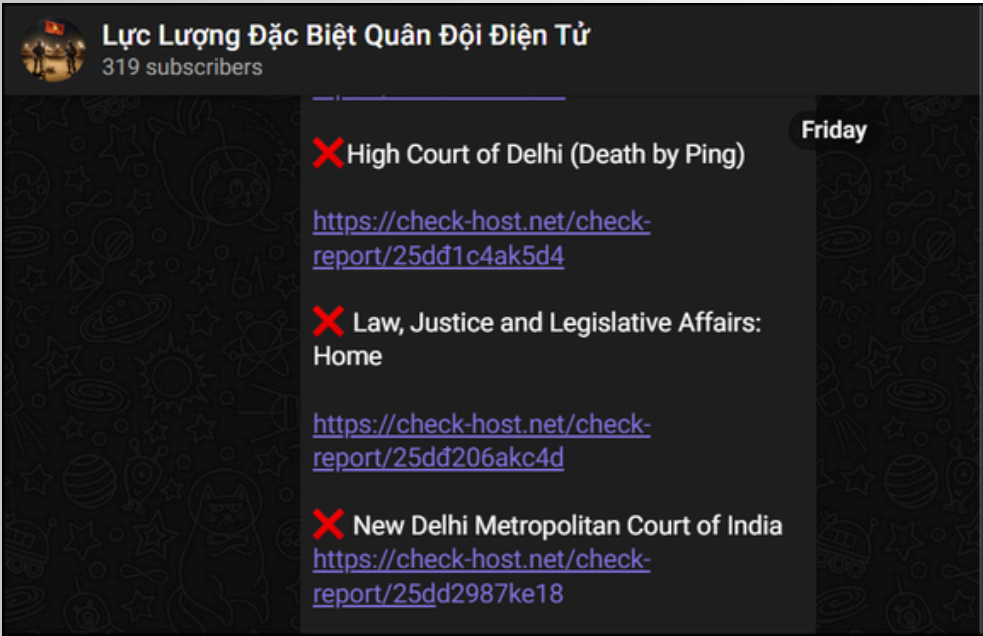 Lực Lượng Đặc Biệt Quân Đội Điện Tử
319 subscribers
Friday
❌High Court of Delhi (Death by Ping)
https://check-host.net/check-
report/25dđ1c4ak5d4
❌ Law, Justice and Legislative Affairs:
Home
https://check-host.net/check-
report/25dđ206akc4d
❌ New Delhi Metropolitan Court of India
https://check-host.net/check-
report/25dd2987ke18